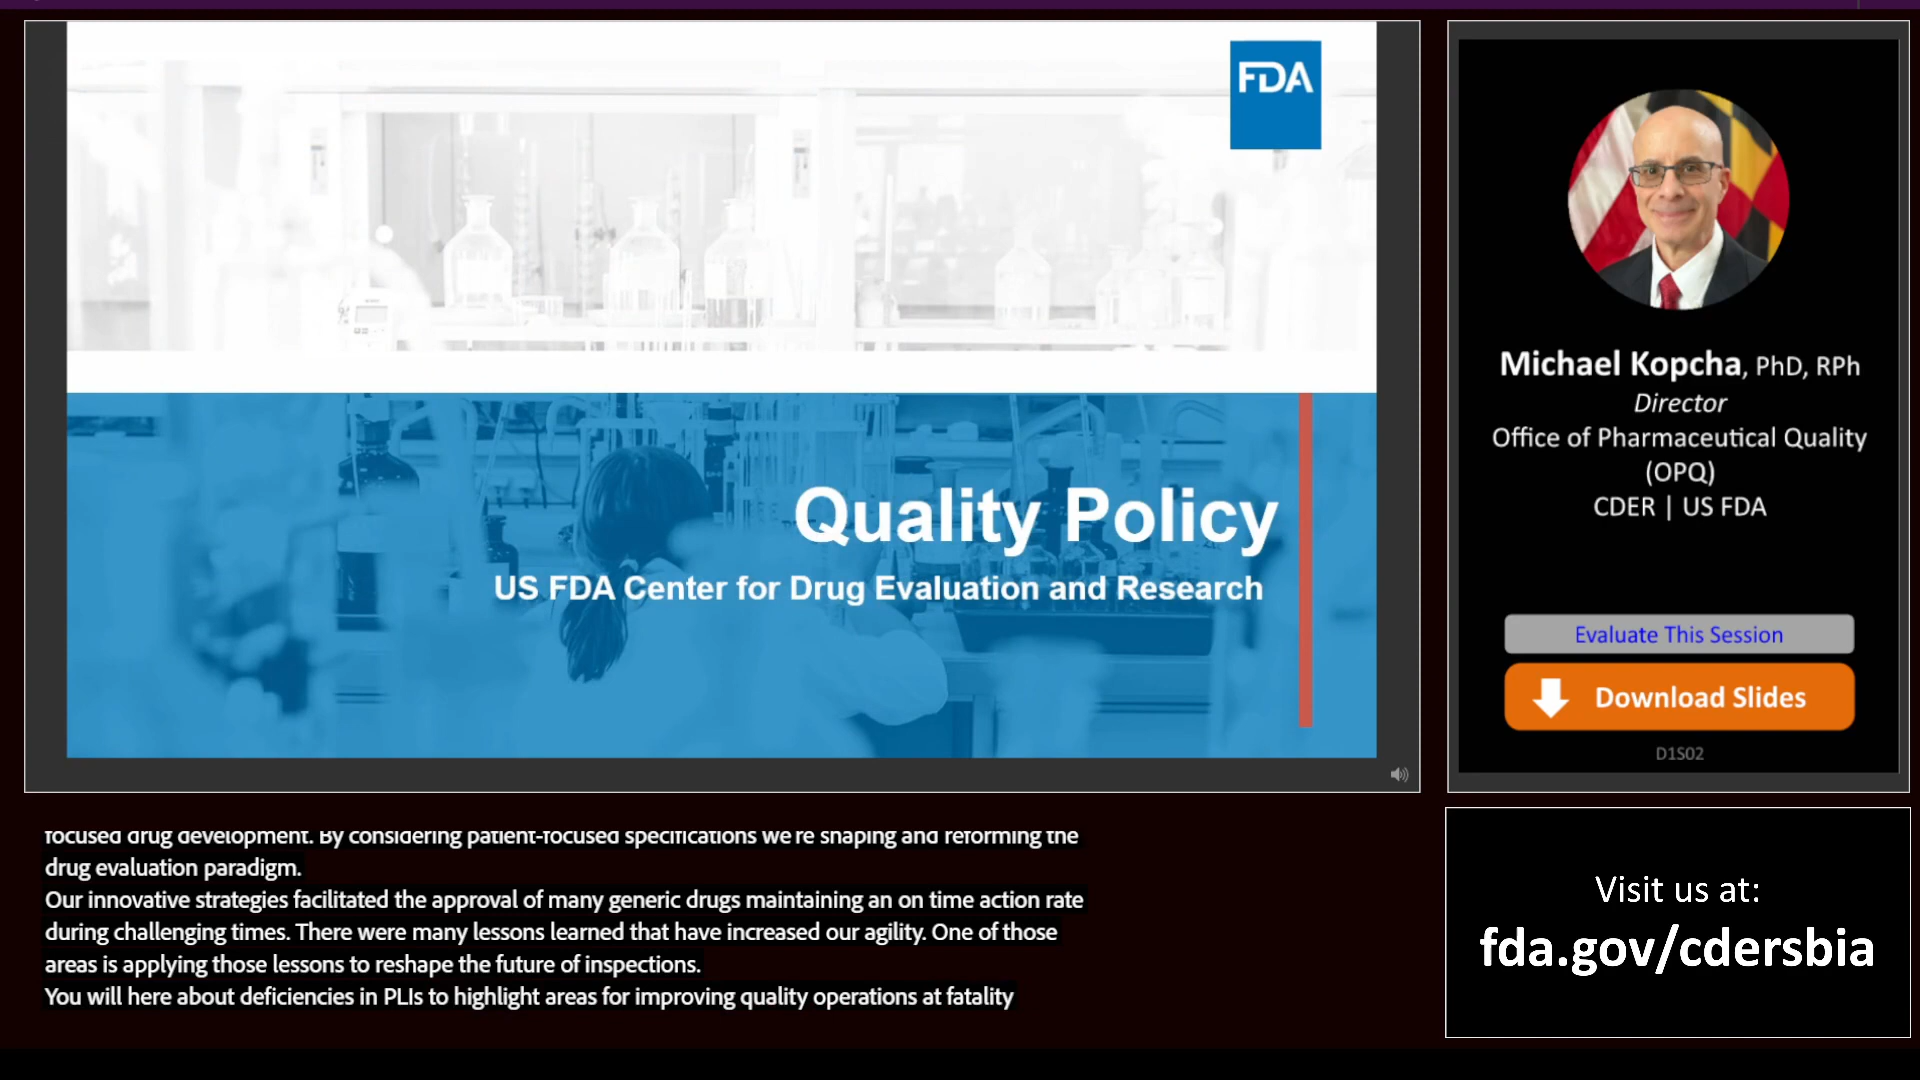 FDA
Quality Policy
US FDA Center for Drug Evaluation and Research
Michael Kopcha, PhD, RPh
Director
Office of Pharmaceutical Quality
(OPQ)
CDER | US FDA
Evaluate This Session
Download Slides
D1S02
focused drug development. By considering patient-focused specifications we're shaping and reforming the
drug evaluation paradigm.
Our innovative strategies facilitated the approval of many generic drugs maintaining an on time action rate
during challenging times. There were many lessons learned that have increased our agility. One of those
areas is applying those lessons to reshape the future of inspections.
You will here about deficiencies in PLIs to highlight areas for improving quality operations at fatality
Visit us at:
fda.gov/cdersbia